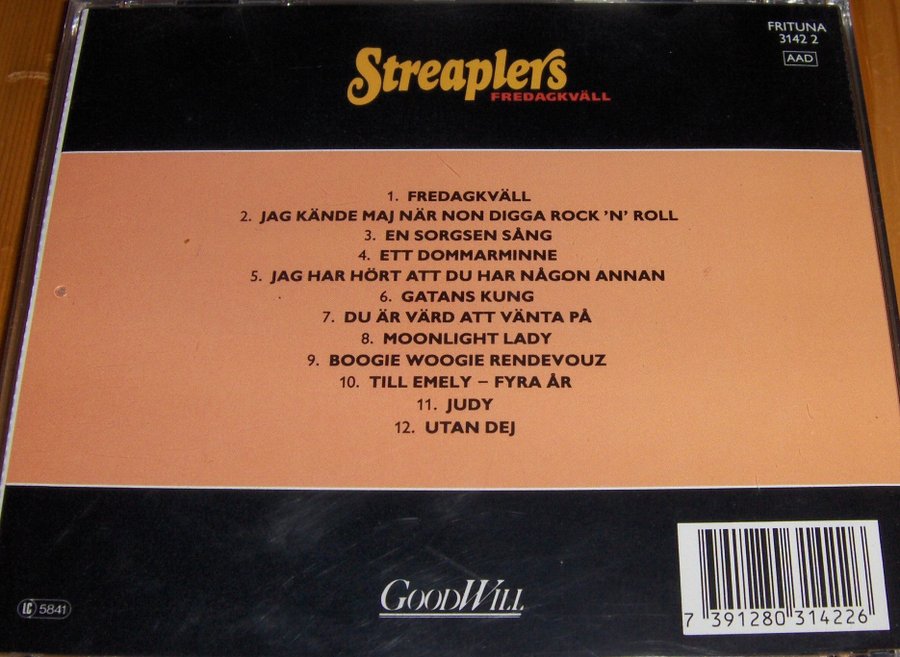 FRITUNA
3142 2
AAD
Streaplers
FREDAGKVÄLL
1. FREDAGKVÄLL
2. JAG KÄNDE MAJ NÄR NON DIGGA ROCK 'N' ROLL
3. EN SORGSEN SÅNG
4. ETT DOMMARMINNE
5. JAG HAR HÖRT ATT DU HAR NÅGON ANNAN
6. GATANS KUNG
7. DU ÄR VÄRD ATT VÄNTA PÅ
8. MOONLIGHT LADY
9. BOOGIE WOOGIE RENDEVOUZ
10. TILL EMELY – FYRA ÅR
11. JUDY
12. UTAN DEJ
LC 5841
GOODWILL
7 391280 314226